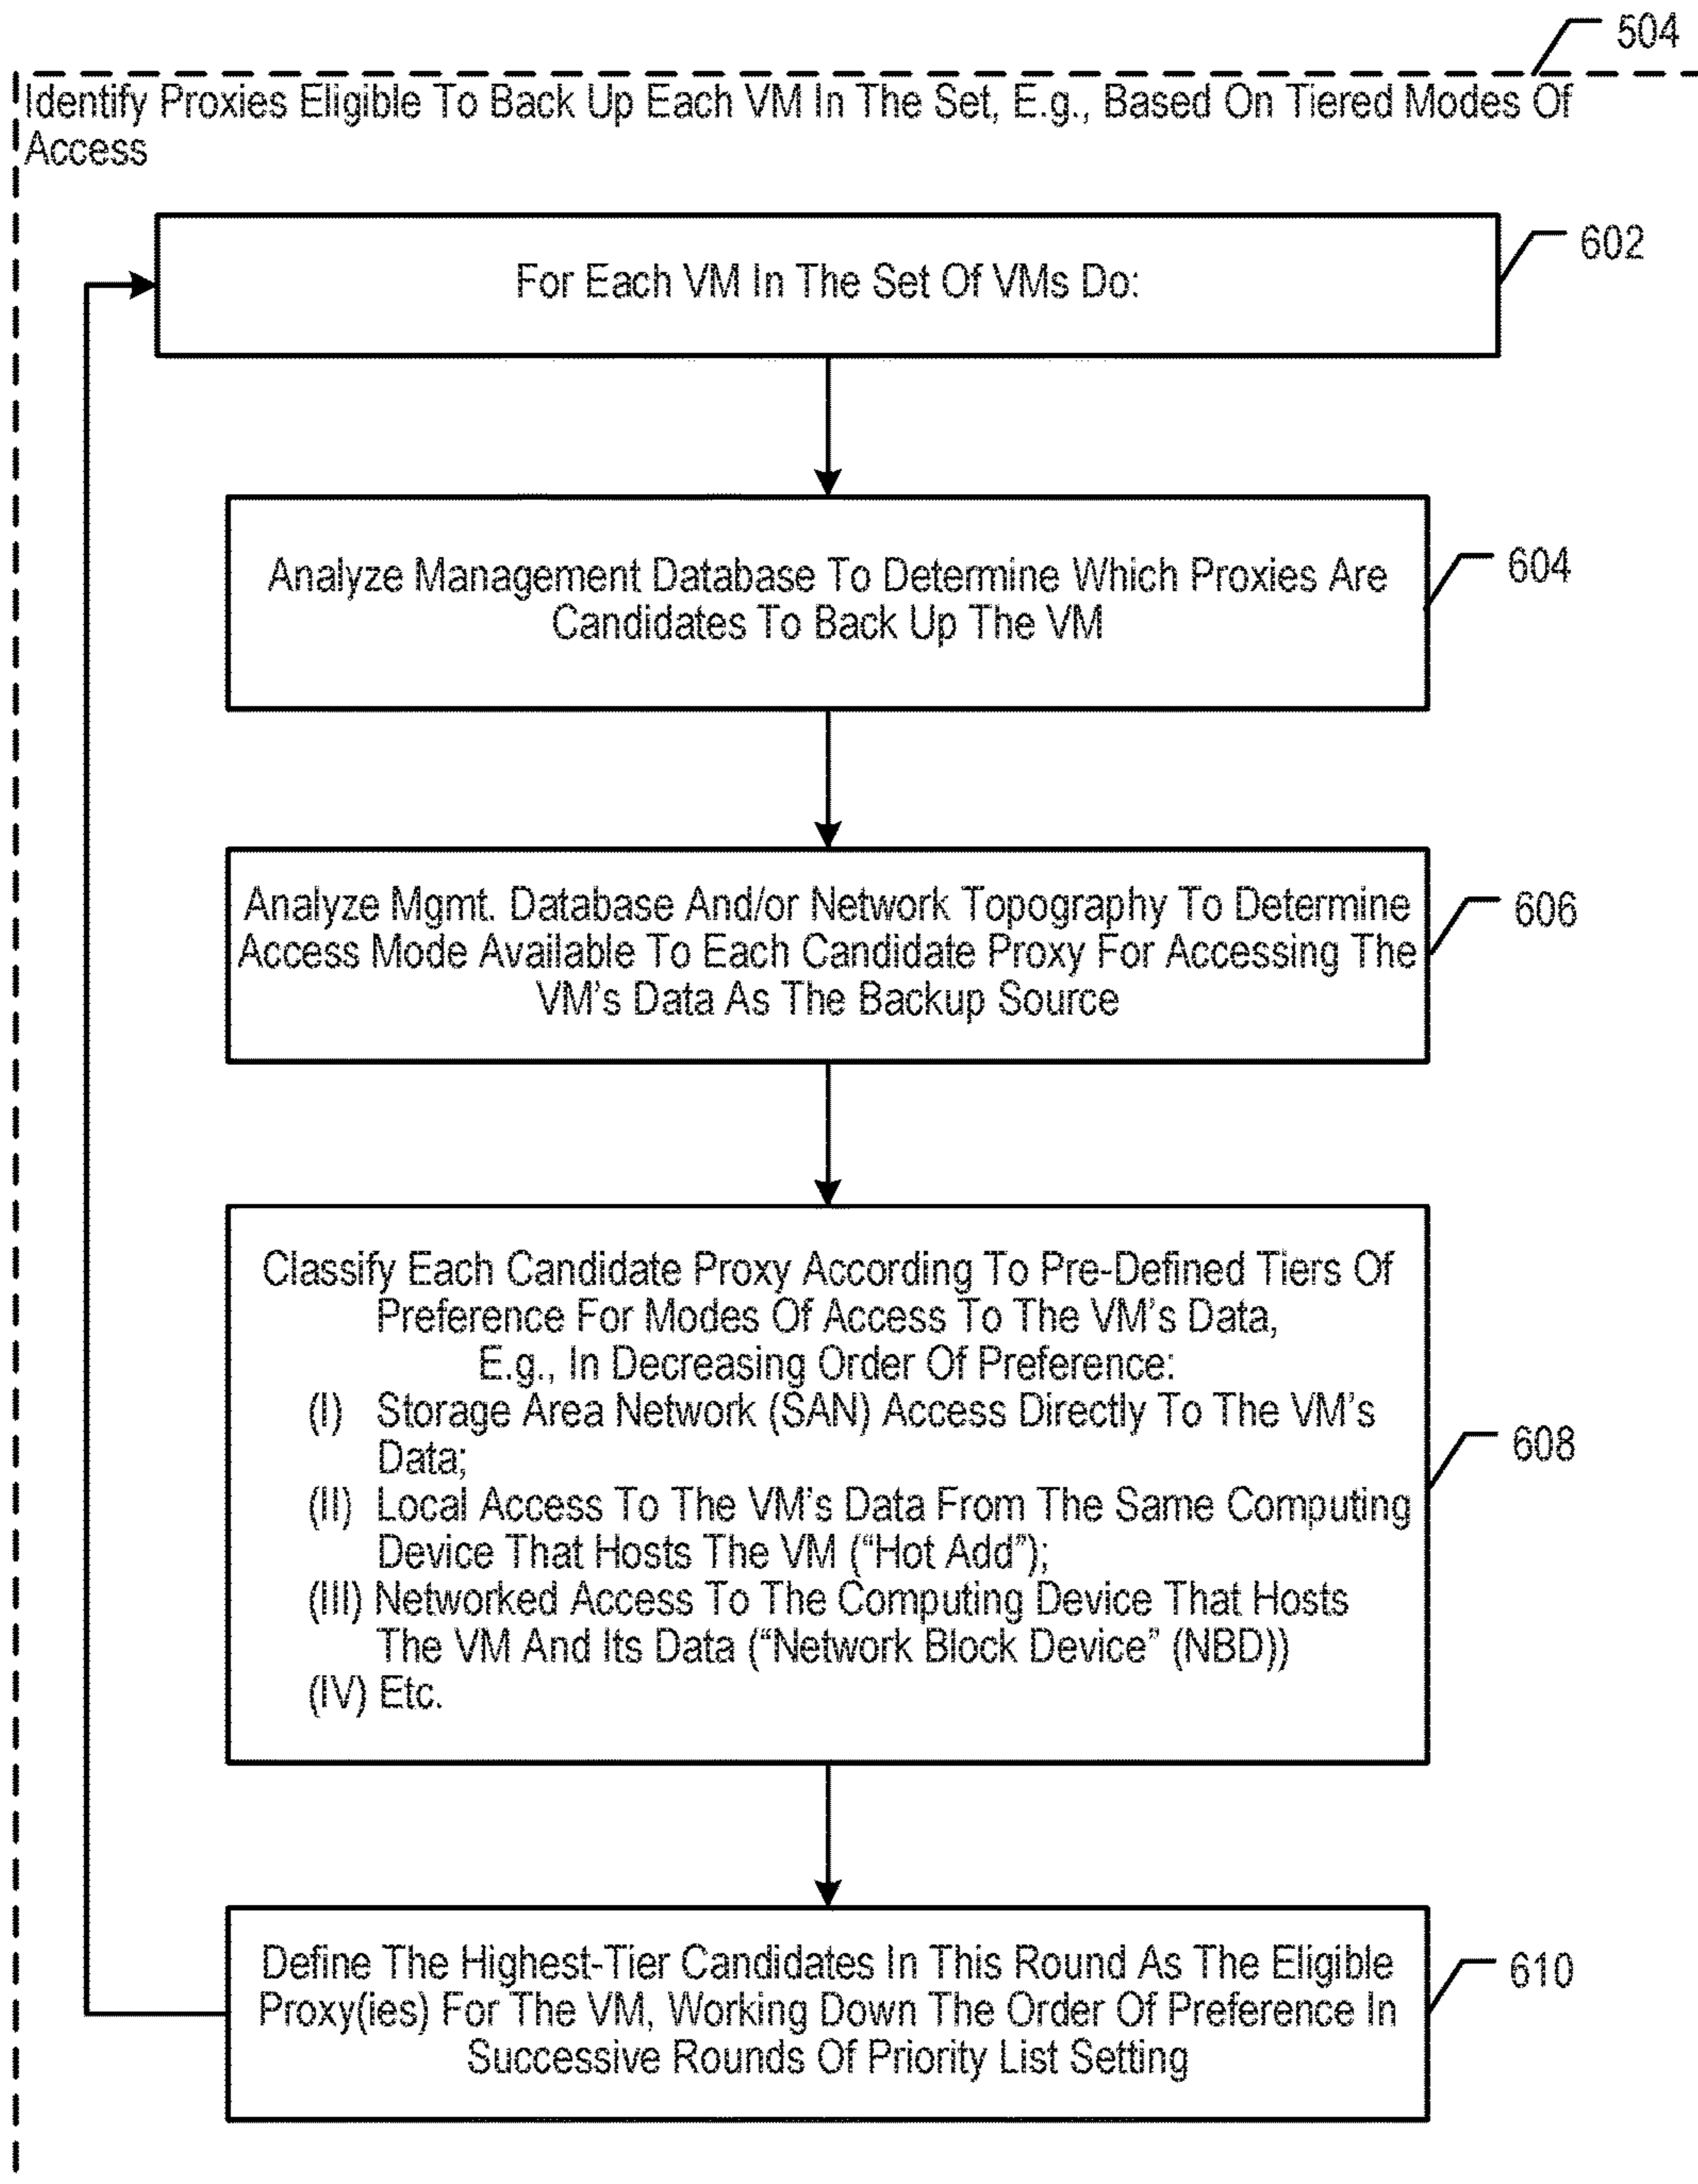 504
Identify Proxies Eligible To Back Up Each VM In The Set, E.g., Based On Tiered Modes Of
Access
602
For Each VM In The Set Of VMs Do:
604
Analyze Management Database To Determine Which Proxies Are
Candidates To Back Up The VM
606
Analyze Mgmt. Database And/or Network Topography To Determine
Access Mode Available To Each Candidate Proxy For Accessing The
VM's Data As The Backup Source
Classify Each Candidate Proxy According To Pre-Defined Tiers Of
Preference For Modes Of Access To The VM's Data,
E.g., In Decreasing Order Of Preference:
(I) Storage Area Network (SAN) Access Directly To The VM's
Data;
608
(II) Local Access To The VM's Data From The Same Computing
Device That Hosts The VM (“Hot Add”);
(III) Networked Access To The Computing Device That Hosts
The VM And Its Data (“Network Block Device” (NBD))
(IV) Etc.
610
Define The Highest-Tier Candidates In This Round As The Eligible
Proxy(ies) For The VM, Working Down The Order Of Preference In
Successive Rounds Of Priority List Setting